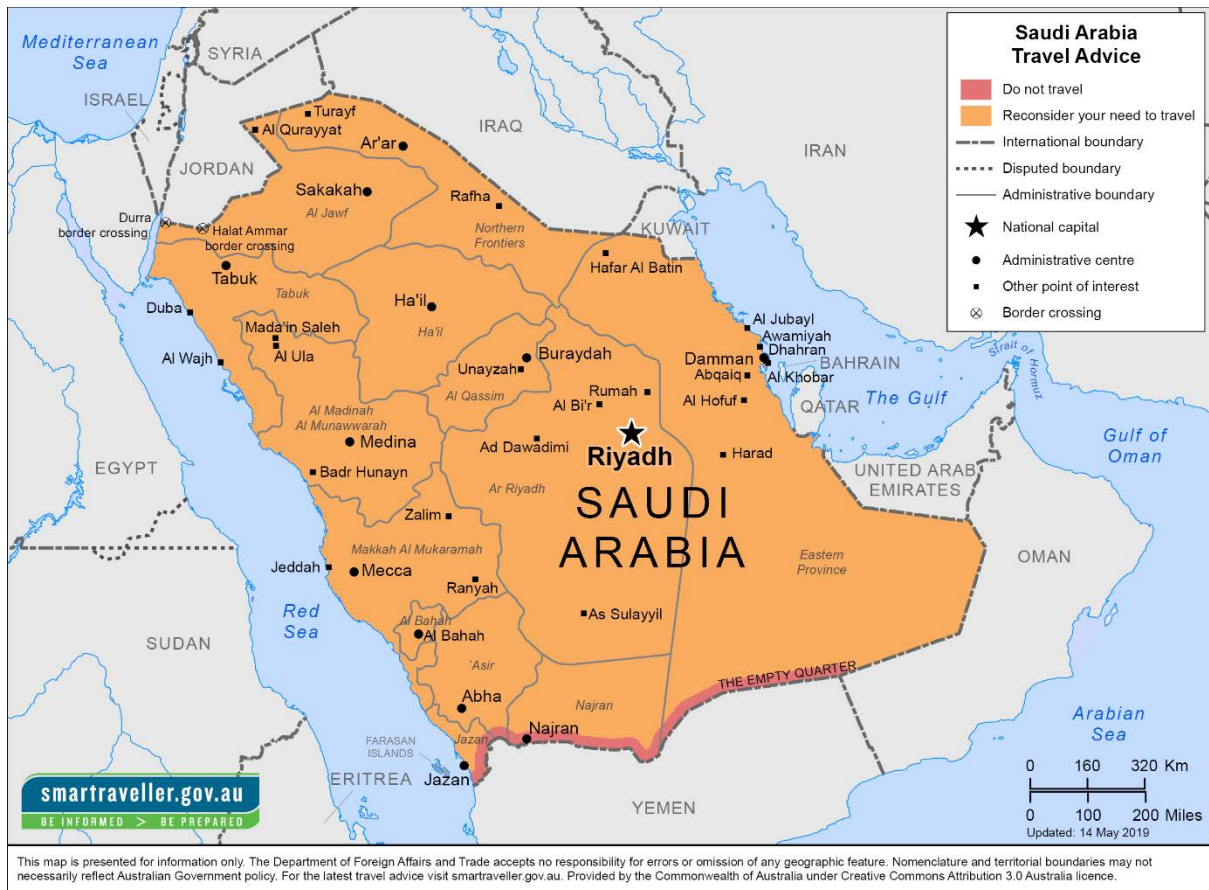 Saudi Arabia
Travel Advice
Do not travel
Reconsider your need to travel
International boundary
Disputed boundary
Administrative boundary
National capital
Administrative centre
Other point of interest
Border crossing
Mediterranean
Sea
SYRIA
ISRAEL
IRAQ
IRAN
JORDAN
Turayf
Al Qurayyat
Ar'ar
Sakakah
Al Jawf
Rafha
Northern
Frontiers
KUWAIT
Durra
border crossing
Halat Ammar
border crossing
Tabuk
Tabuk
Hafar Al Batin
Duba
Ha'il
Ha'il
Mada'in Saleh
Al Ula
Al Wajh
Buraydah
Unayzah
Al Qassim
Al Jubayl
Awamiyah
Dhahran
Damman
BAHRAIN
Abqaiq
Al Khobar
Strait of
Hormuz
Rumah
Al Bi'r
Al Hofuf
QATAR
The Gulf
Al Madinah
Al Munawwarah
Medina
Ad Dawadimi
Riyadh
Harad
Gulf of
Oman
EGYPT
Badr Hunayn
UNITED ARAB
EMIRATES
Ar Riyadh
SAUDI
ARABIA
Zalim
Makkah Al Mukaramah
Eastern
Province
OMAN
Jeddah
Mecca
Ranyah
Red
Sea
As Sulayyil
Al Bahah
Al Bahah
SUDAN
'Asir
THE EMPTY QUARTER
Abha
Najran
Najran
Jazan
FARASAN
ISLANDS
Jazan
Arabian
Sea
ERITREA
YEMEN
0 160 320 Km
0 100 200 Miles
Updated: 14 May 2019
smartraveller.gov.au
BE INFORMED > BE PREPARED
This map is presented for information only. The Department of Foreign Affairs and Trade accepts no responsibility for errors or omission of any geographic feature. Nomenclature and territorial boundaries may not
necessarily reflect Australian Government policy. For the latest travel advice visit smartraveller.gov.au. Provided by the Commonwealth of Australia under Creative Commons Attribution 3.0 Australia licence.